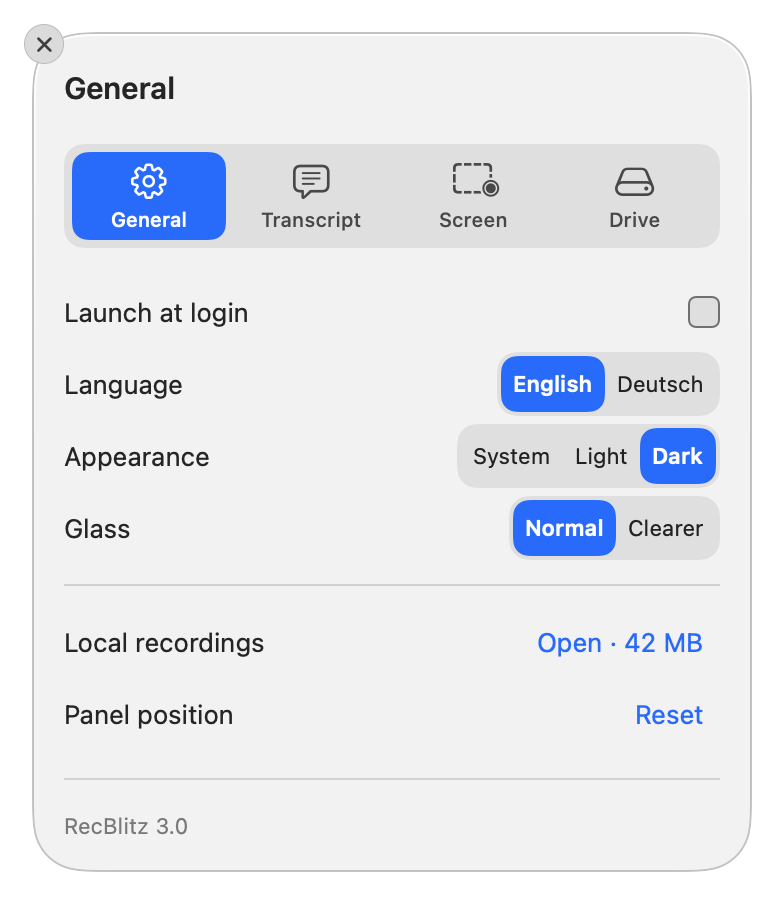 General
General Transcript Screen Drive
Launch at login
Language English Deutsch
Appearance System Light Dark
Glass Normal Clearer
Local recordings Open · 42 MB
Panel position Reset
RecBlitz 3.0